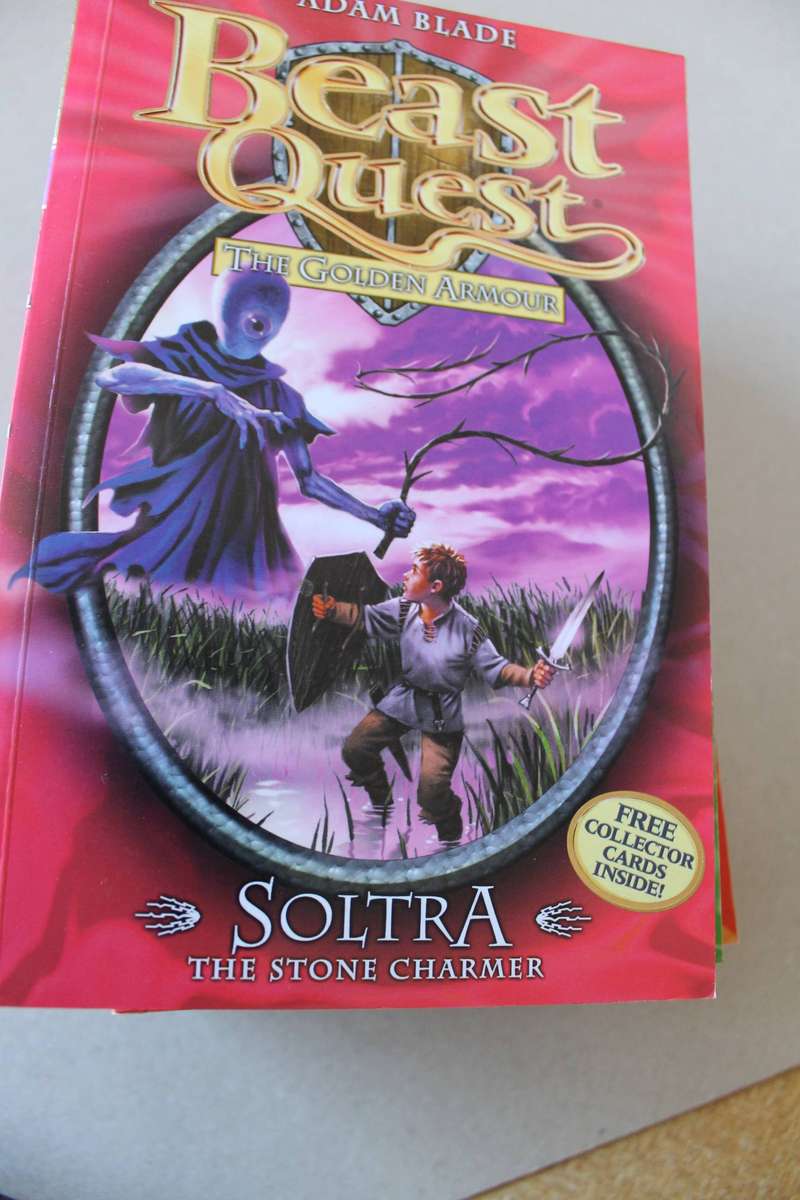 ADAM BLADE
Beast
Quest
THE GOLDEN ARMOUR
FREE
COLLECTOR
CARDS
INSIDE!
SOLTRA
THE STONE CHARMER